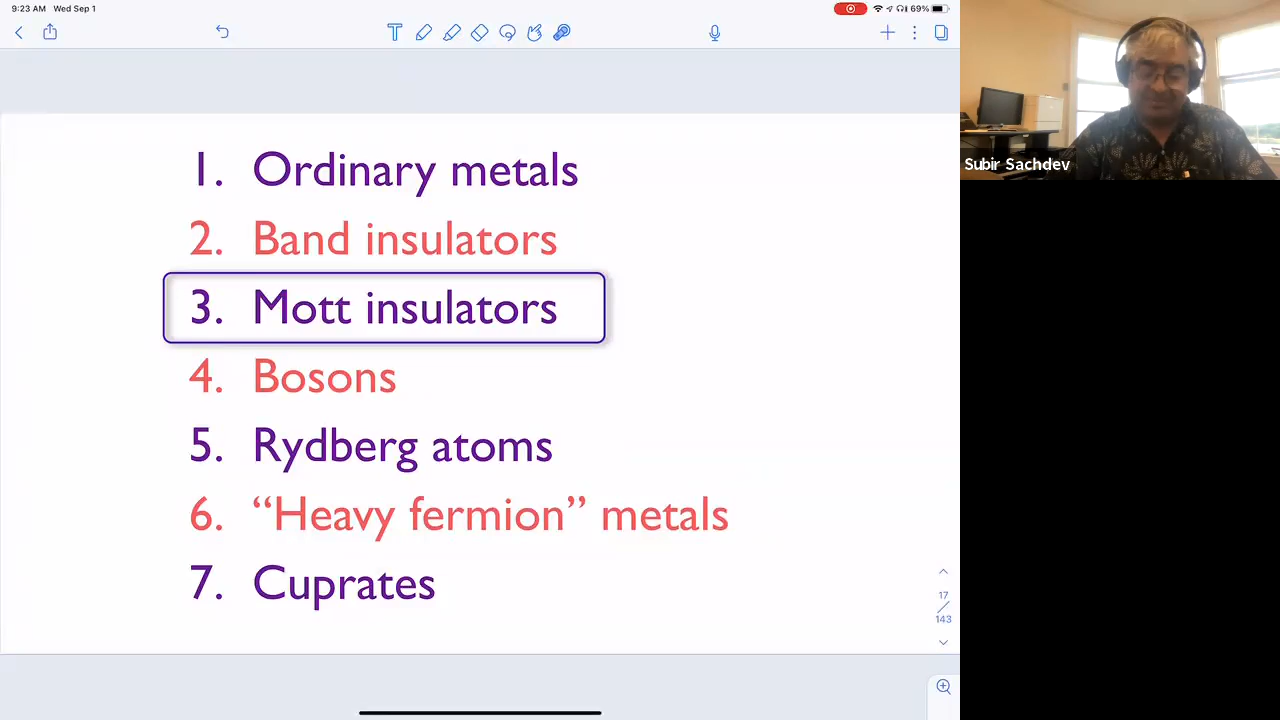 9:23 AM Wed Sep 1
69%
1. Ordinary metals
2. Band insulators
3. Mott insulators
4. Bosons
5. Rydberg atoms
6. “Heavy fermion” metals
7. Cuprates
17
143
Subir Sachdev